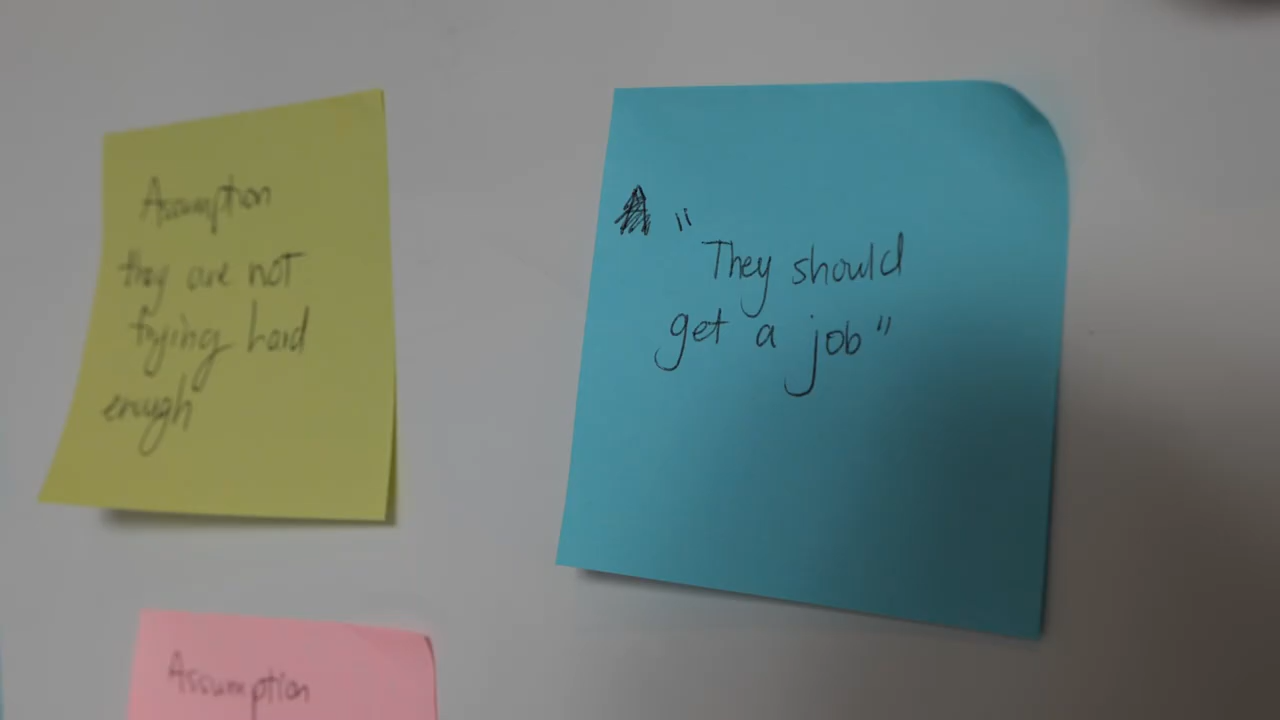 Assumption
they are not
trying hard
enough
"They should
get a job"
Assumption